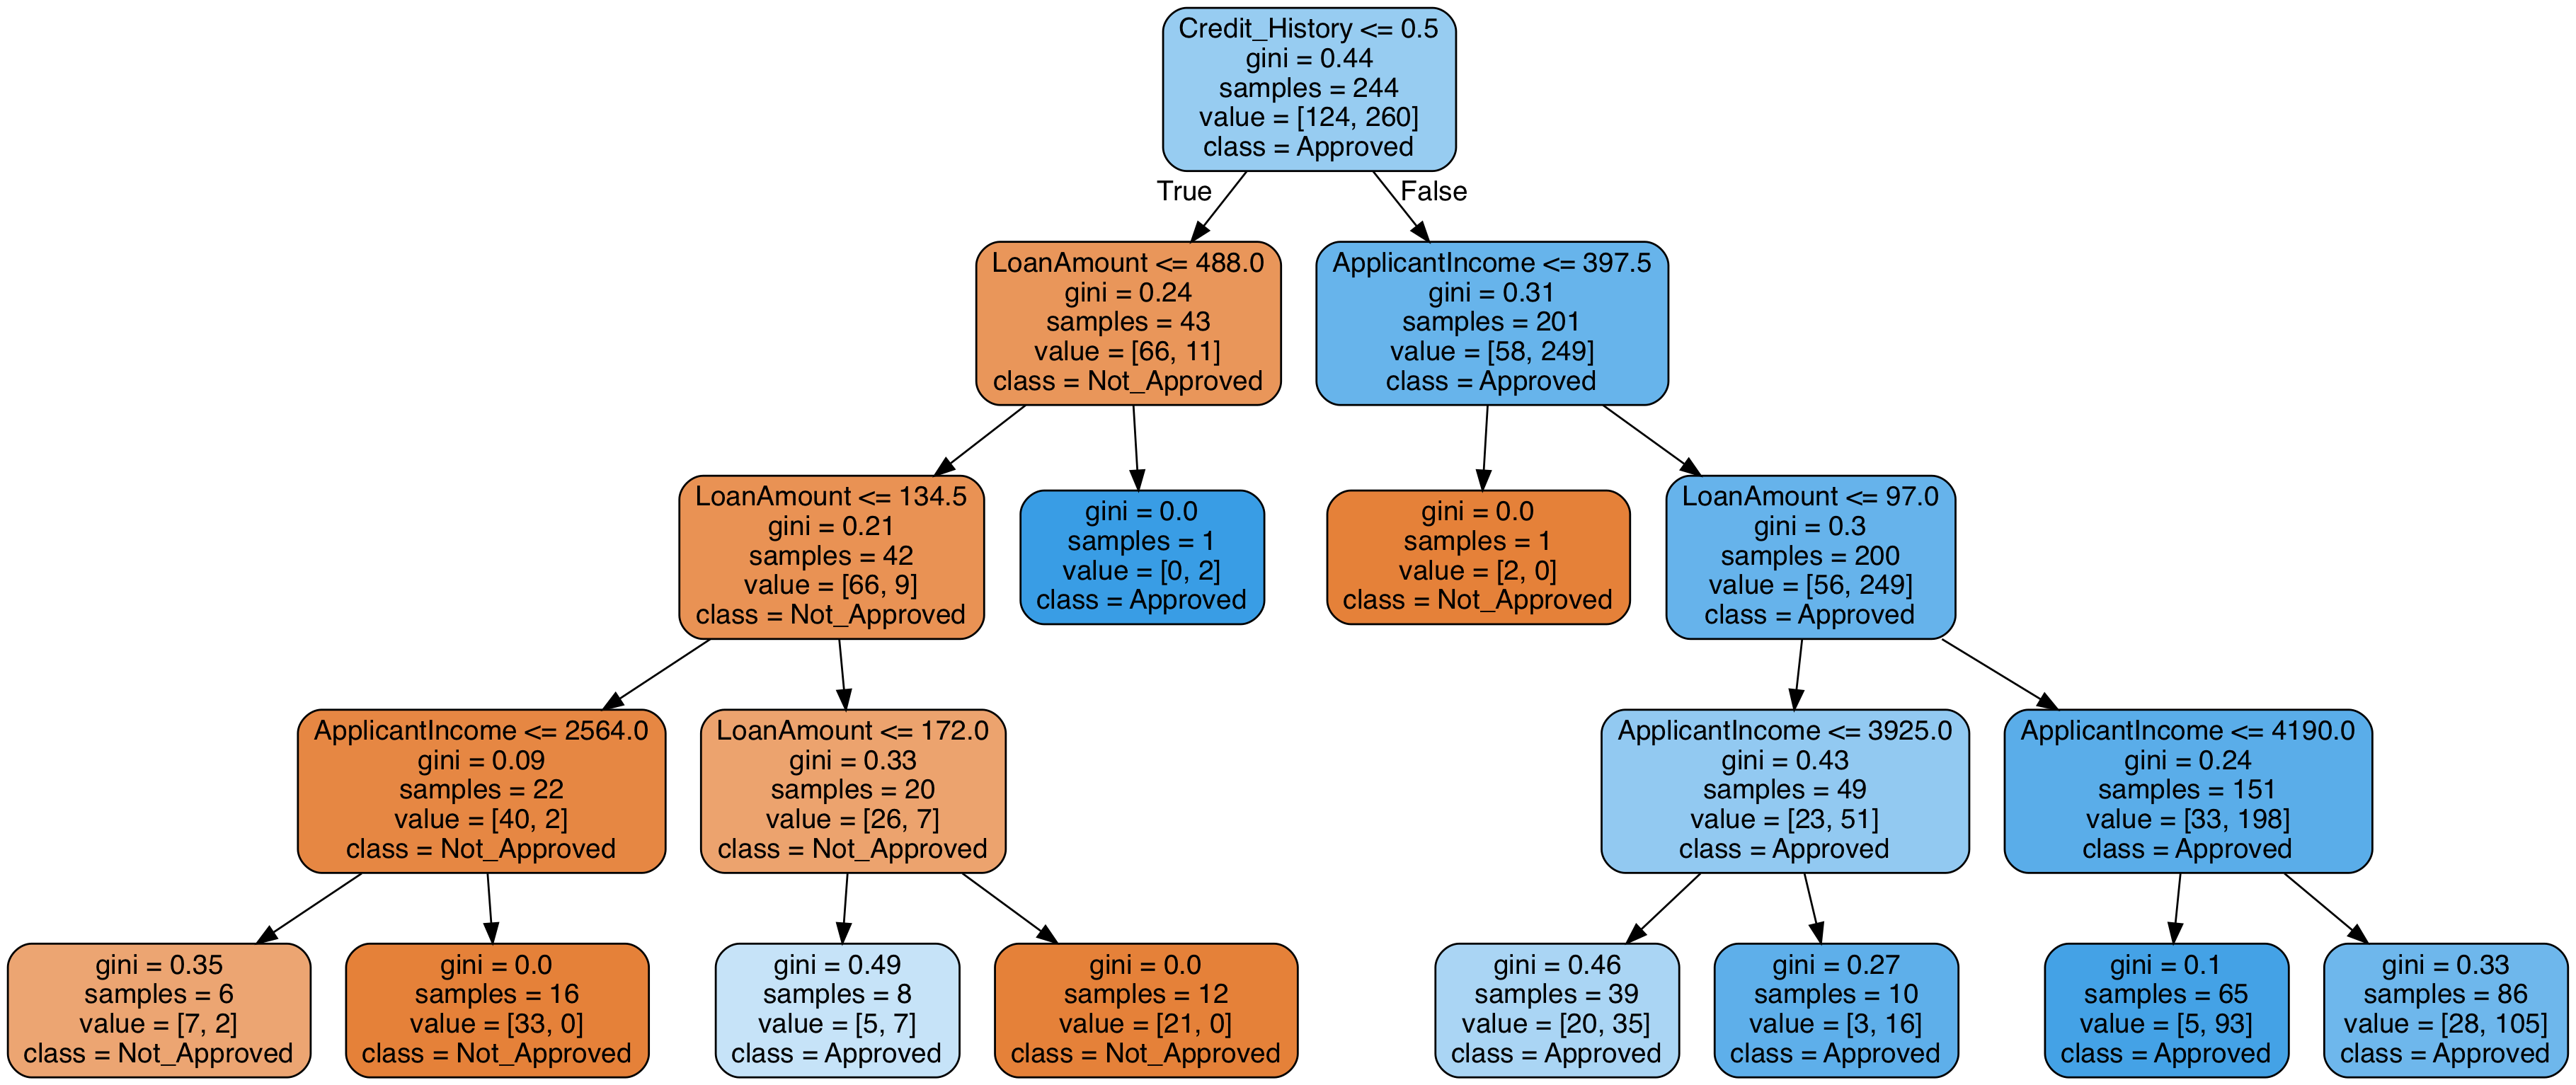 Credit_History <= 0.5
gini = 0.44
samples = 244
value = [124, 260]
class = Approved
True
False
LoanAmount <= 488.0
gini = 0.24
samples = 43
value = [66, 11]
class = Not_Approved
ApplicantIncome <= 397.5
gini = 0.31
samples = 201
value = [58, 249]
class = Approved
LoanAmount <= 134.5
gini = 0.21
samples = 42
value = [66, 9]
class = Not_Approved
gini = 0.0
samples = 1
value = [0, 2]
class = Approved
gini = 0.0
samples = 1
value = [2, 0]
class = Not_Approved
LoanAmount <= 97.0
gini = 0.3
samples = 200
value = [56, 249]
class = Approved
ApplicantIncome <= 2564.0
gini = 0.09
samples = 22
value = [40, 2]
class = Not_Approved
LoanAmount <= 172.0
gini = 0.33
samples = 20
value = [26, 7]
class = Not_Approved
ApplicantIncome <= 3925.0
gini = 0.43
samples = 49
value = [23, 51]
class = Approved
ApplicantIncome <= 4190.0
gini = 0.24
samples = 151
value = [33, 198]
class = Approved
gini = 0.35
samples = 6
value = [7, 2]
class = Not_Approved
gini = 0.0
samples = 16
value = [33, 0]
class = Not_Approved
gini = 0.49
samples = 8
value = [5, 7]
class = Approved
gini = 0.0
samples = 12
value = [21, 0]
class = Not_Approved
gini = 0.46
samples = 39
value = [20, 35]
class = Approved
gini = 0.27
samples = 10
value = [3, 16]
class = Approved
gini = 0.1
samples = 65
value = [5, 93]
class = Approved
gini = 0.33
samples = 86
value = [28, 105]
class = Approved